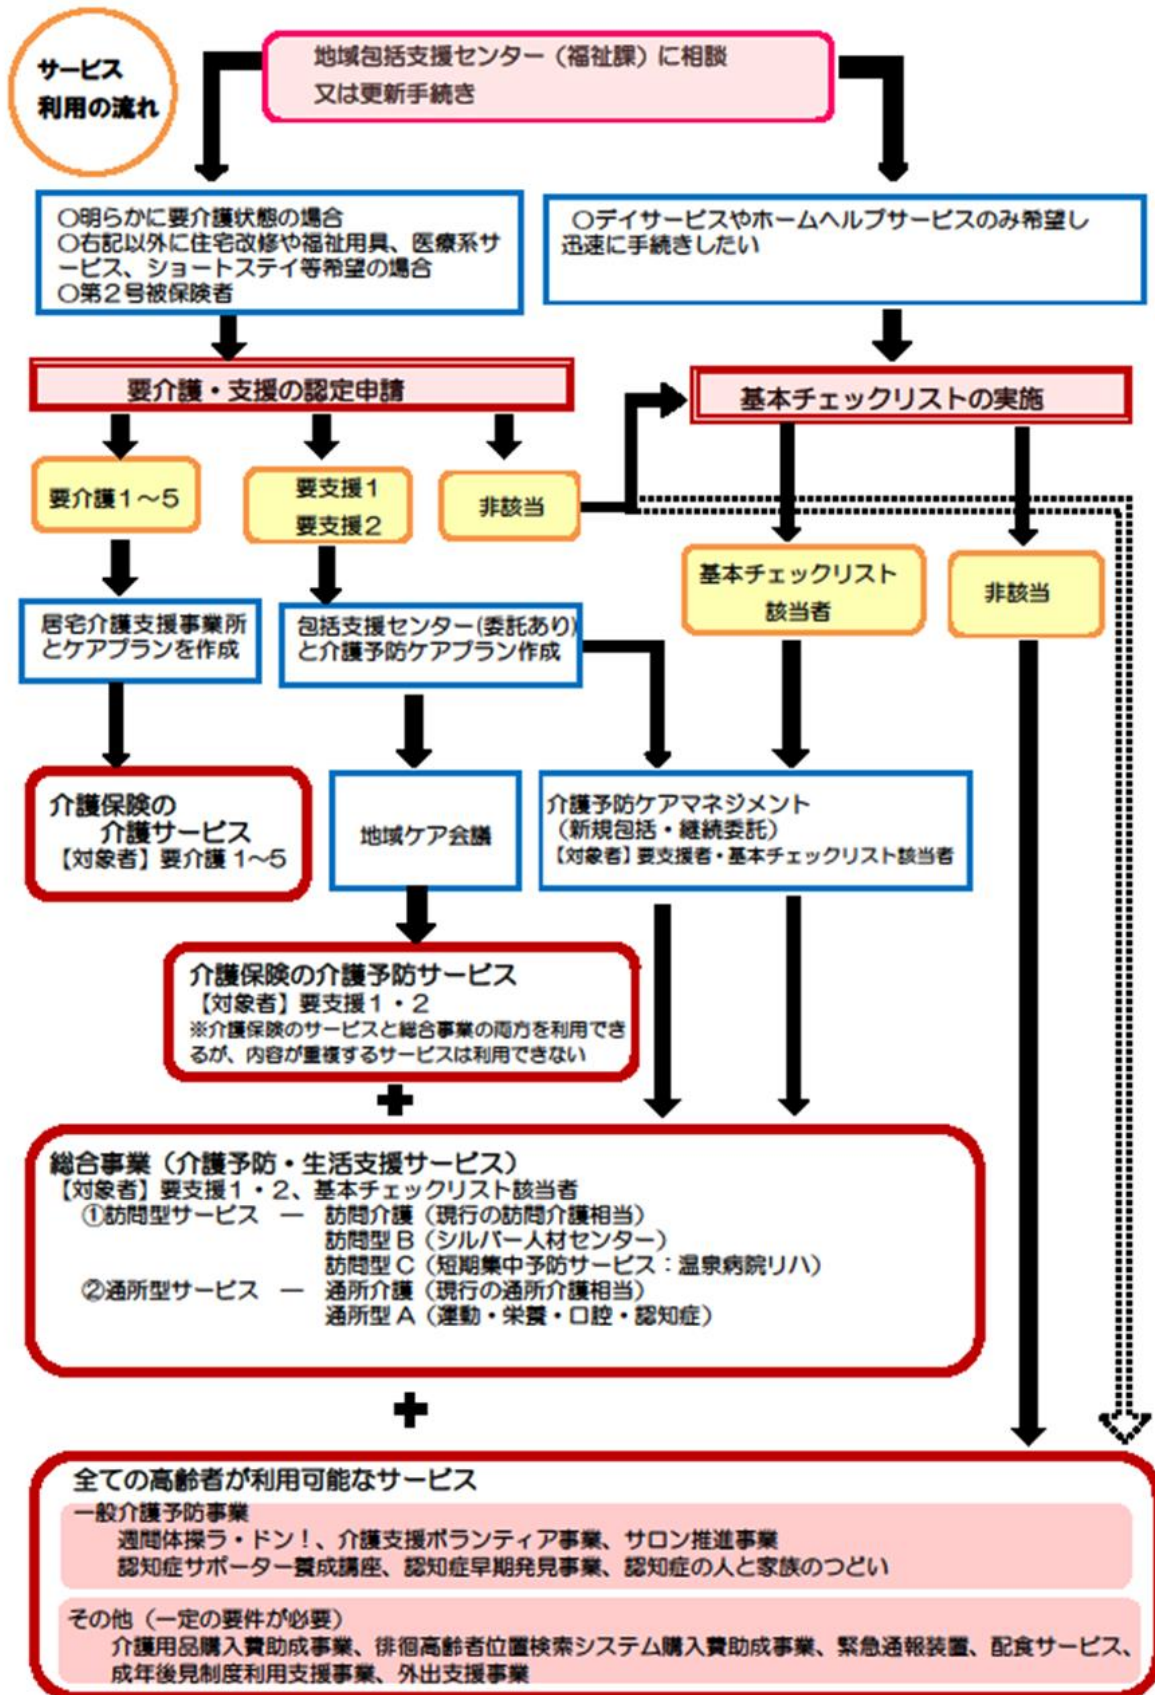 サービス
利用の流れ
地域包括支援センター（福祉課）に相談
又は更新手続き
○明らかに要介護状態の場合
○右記以外に住宅改修や福祉用具、医療系サ
ービス、ショートステイ等希望の場合
○第２号被保険者
○デイサービスやホームヘルプサービスのみ希望し
迅速に手続きしたい
要介護・支援の認定申請
基本チェックリストの実施
要介護１～５
要支援１
要支援２
非該当
基本チェックリスト
該当者
非該当
居宅介護支援事業所
とケアプランを作成
包括支援センター(委託あり)
と介護予防ケアプラン作成
介護保険の
介護サービス
【対象者】要介護１～５
地域ケア会議
介護予防ケアマネジメント
（新規包括・継続委託）
【対象者】要支援者・基本チェックリスト該当者
介護保険の介護予防サービス
【対象者】要支援１・２
※介護保険のサービスと総合事業の両方を利用でき
るが、内容が重複するサービスは利用できない
総合事業（介護予防・生活支援サービス）
【対象者】要支援１・２、基本チェックリスト該当者
①訪問型サービス ― 訪問介護（現行の訪問介護相当）
訪問型Ｂ（シルバー人材センター）
訪問型Ｃ（短期集中予防サービス：温泉病院リハ）
②通所型サービス ― 通所介護（現行の通所介護相当）
通所型Ａ（運動・栄養・口腔・認知症）
全ての高齢者が利用可能なサービス
一般介護予防事業
週間体操ラ・ドン！、介護支援ボランティア事業、サロン推進事業
認知症サポーター養成講座、認知症早期発見事業、認知症の人と家族のつどい
その他（一定の要件が必要）
介護用品購入費助成事業、徘徊高齢者位置検索システム購入費助成事業、緊急通報装置、配食サービス、
成年後見制度利用支援事業、外出支援事業